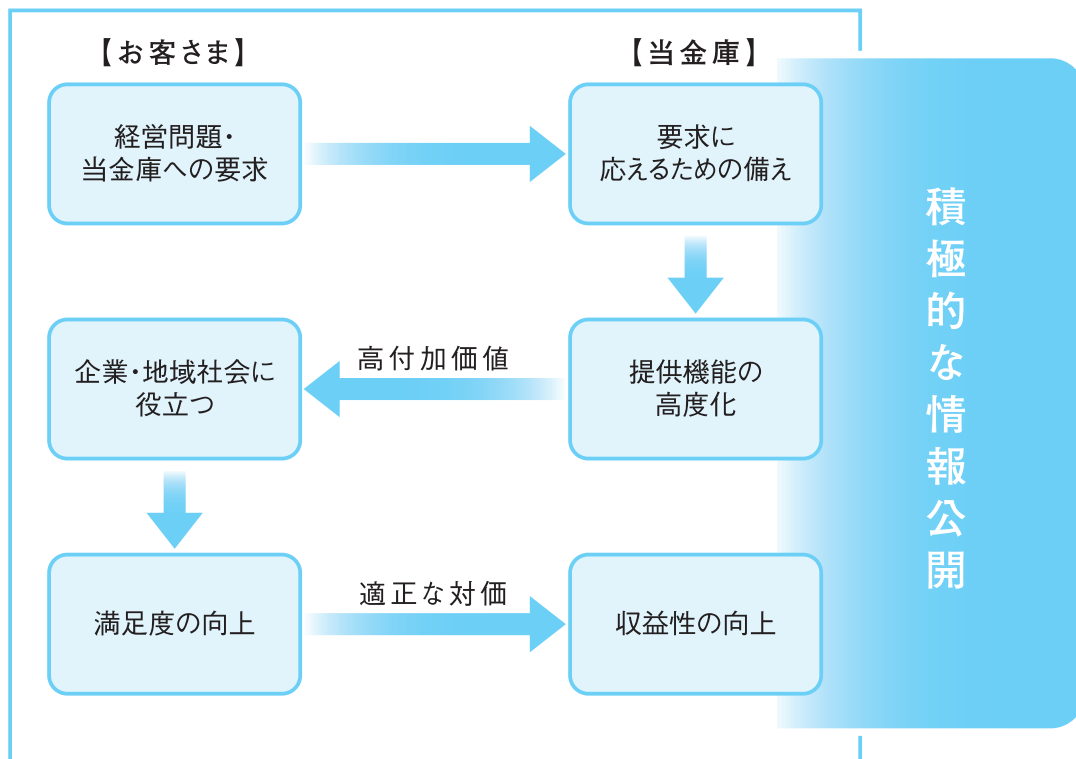 【お客さま】
【当金庫】
経営問題・
当金庫への要求
要求に
応えるための備え
企業・地域社会に
役立つ
高付加価値
提供機能の
高度化
満足度の向上
適正な対価
収益性の向上
積極的な情報公開